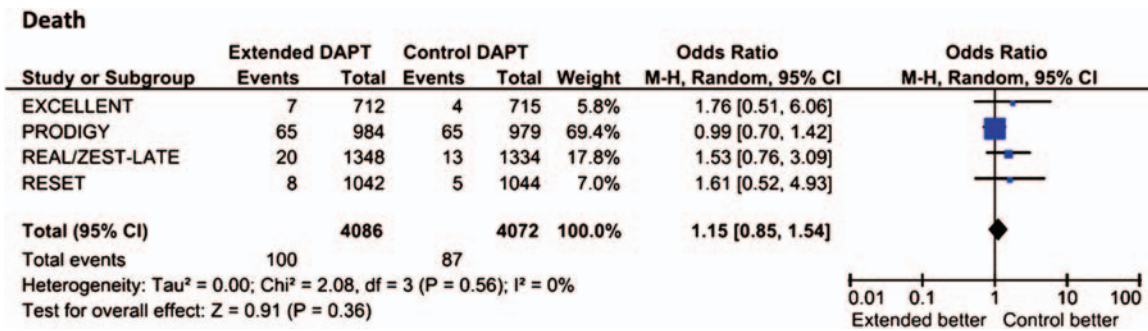 Death
Extended DAPT Control DAPT Odds Ratio Odds Ratio
Study or Subgroup Events Total Events Total Weight M-H, Random, 95% CI M-H, Random, 95% CI
EXCELLENT 7 712 4 715 5.8% 1.76 [0.51, 6.06]
PRODIGY 65 984 65 979 69.4% 0.99 [0.70, 1.42]
REAL/ZEST-LATE 20 1348 13 1334 17.8% 1.53 [0.76, 3.09]
RESET 8 1042 5 1044 7.0% 1.61 [0.52, 4.93]
Total (95% CI) 4086 4072 100.0% 1.15 [0.85, 1.54]
Total events 100 87
Heterogeneity: Tau² = 0.00; Chi² = 2.08, df = 3 (P = 0.56); I² = 0%
Test for overall effect: Z = 0.91 (P = 0.36)
0.01 0.1 1 10 100
Extended better Control better